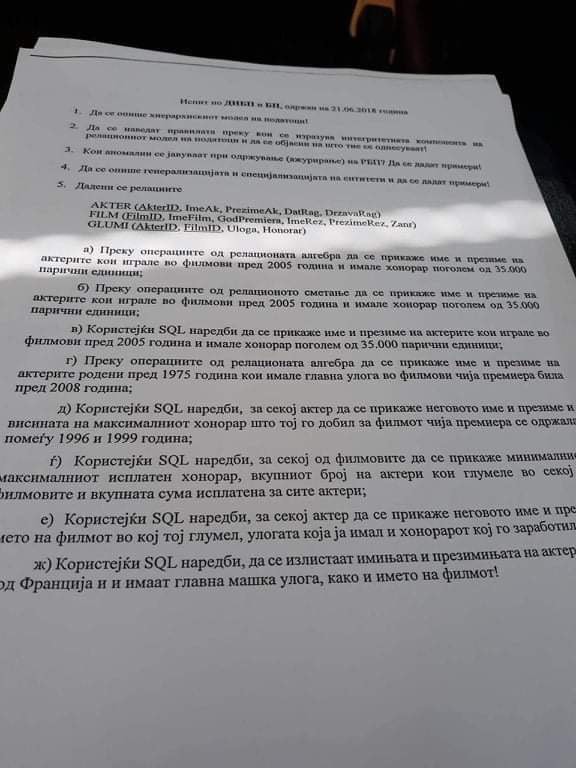 Испит по ДИБП и БП, одржан на 21.06.2018 година
1. Да се опише хиерархискиот модел на податоци!
2. Да се наведат правилата преку кои се изразува интегритетната компонента на
релациониот модел на податоци и да се објасни на што тие се однесуваат!
3. Кои аномалии се јавуваат при одржување (ажурирање) на РБП? Да се дадат примери!
4. Да се опише генерализацијата и специјализацијата на ентитети и да се дадат примери!
5. Дадени се релациите
AKTER (AkterID, ImeAk, PrezimeAk, DatRag, DrzavaRag)
FILM (FilmID, ImeFilm, GodPremiera, ImeRez, PrezimeRez, Zanr)
GLUMI (AkterID, FilmID, Uloga, Honorar)
а) Преку операциите од релационата алгебра да се прикаже име и презиме на
актерите кои играле во филмови пред 2005 година и имале хонорар поголем од 35.000
парични единици;
б) Преку операциите од релационото сметање да се прикаже име и презиме на
актерите кои играле во филмови пред 2005 година и имале хонорар поголем од 35.000
парични единици;
в) Користејќи SQL наредби да се прикаже име и презиме на актерите кои играле во
филмови пред 2005 година и имале хонорар поголем од 35.000 парични единици;
г) Преку операциите од релационата алгебра да се прикаже име и презиме на
актерите родени пред 1975 година кои имале главна улога во филмови чија премиера била
пред 2008 година;
д) Користејќи SQL наредби, за секој актер да се прикаже неговото име и презиме и
висината на максималниот хонорар што тој го добил за филмот чија премиера се одржала
помеѓу 1996 и 1999 година;
ѓ) Користејќи SQL наредби, за секој од филмовите да се прикаже минимални
максималниот исплатен хонорар, вкупниот број на актери кои глумеле во секој
филмовите и вкупната сума исплатена за сите актери;
е) Користејќи SQL наредби, за секој актер да се прикаже неговото име и пре
мето на филмот во кој тој глумел, улогата која ја имал и хонорарот кој го заработил
ж) Користејќи SQL наредби, да се излистаат имињата и презимињата на актер
од Франција и и имаат главна машка улога, како и името на филмот!